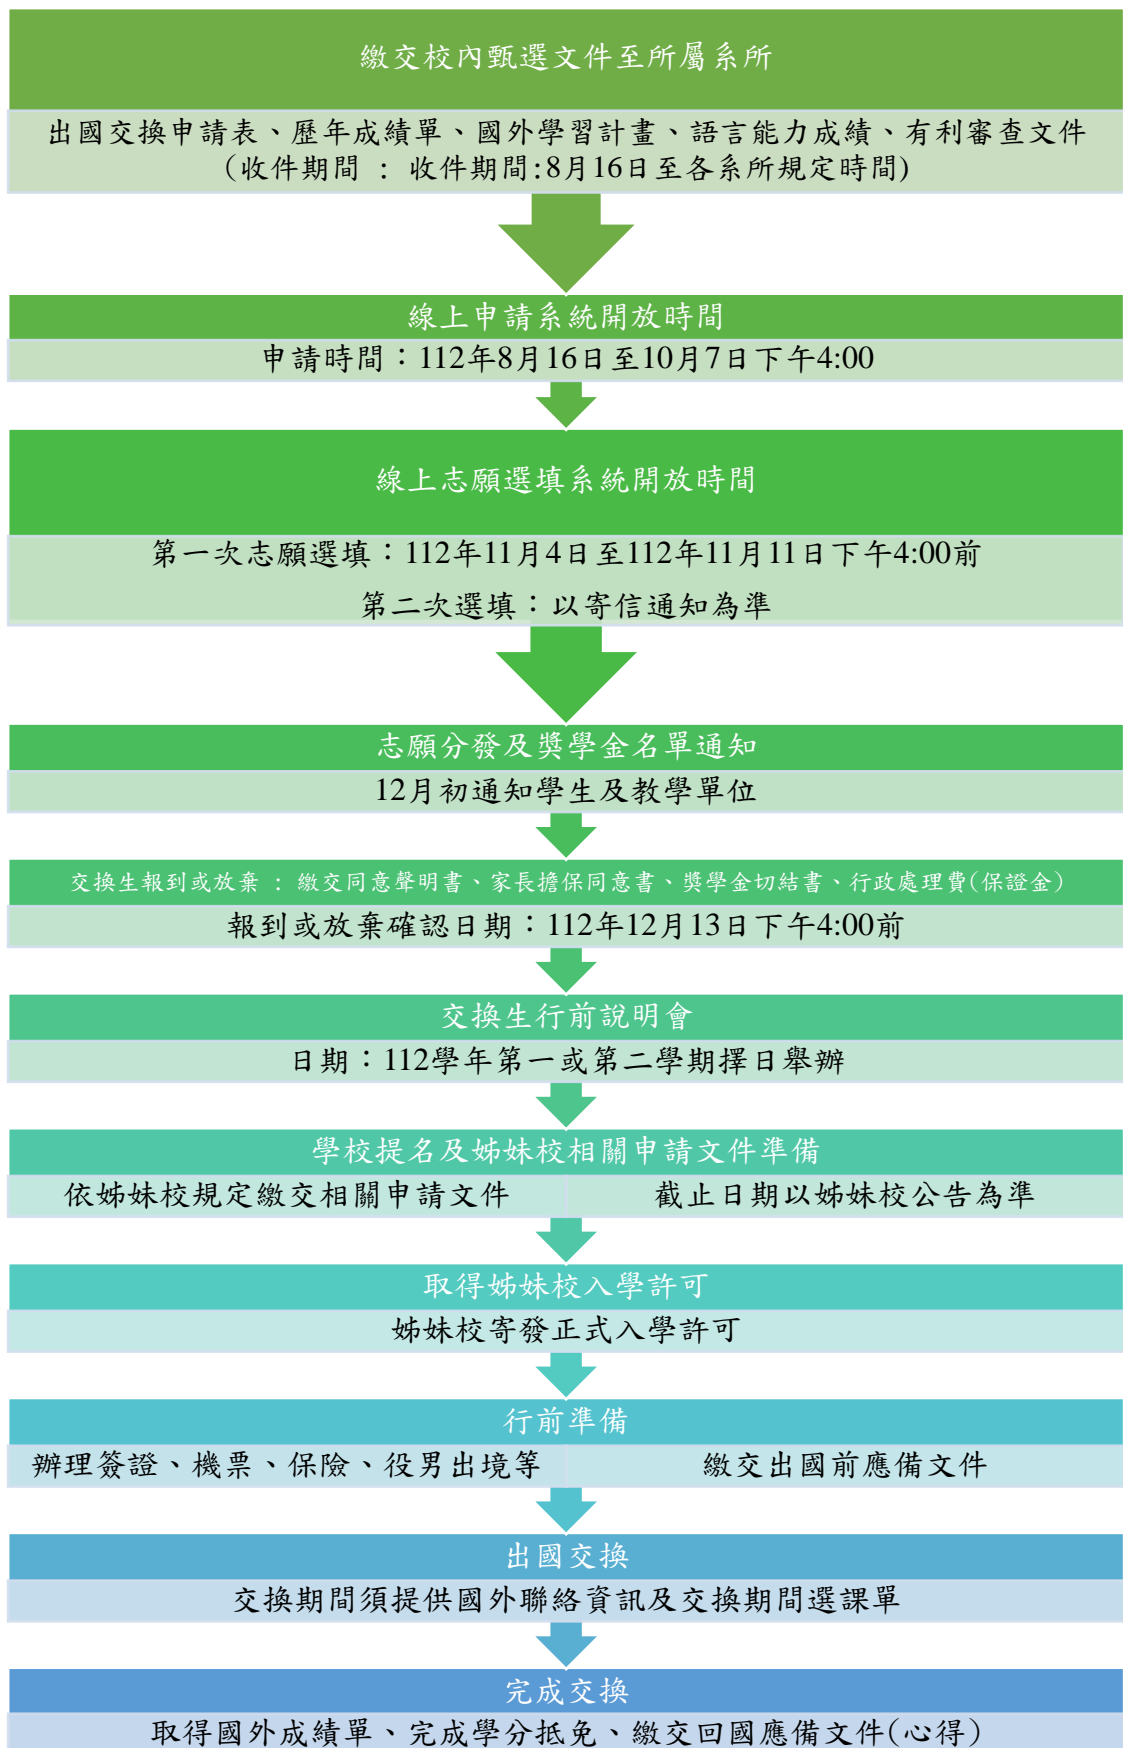 繳交校內甄選文件至所屬系所
出國交換申請表、歷年成績單、國外學習計畫、語言能力成績、有利審查文件
(收件期間 : 收件期間:8月16日至各系所規定時間)
線上申請系統開放時間
申請時間：112年8月16日至10月7日下午4:00
線上志願選填系統開放時間
第一次志願選填：112年11月4日至112年11月11日下午4:00前
第二次選填：以寄信通知為準
志願分發及獎學金名單通知
12月初通知學生及教學單位
交換生報到或放棄 : 繳交同意聲明書、家長擔保同意書、獎學金切結書、行政處理費(保證金)
報到或放棄確認日期：112年12月13日下午4:00前
交換生行前說明會
日期：112學年第一或第二學期擇日舉辦
學校提名及姊妹校相關申請文件準備
依姊妹校規定繳交相關申請文件
截止日期以姊妹校公告為準
取得姊妹校入學許可
姊妹校寄發正式入學許可
行前準備
辦理簽證、機票、保險、役男出境等
繳交出國前應備文件
出國交換
交換期間須提供國外聯絡資訊及交換期間選課單
完成交換
取得國外成績單、完成學分抵免、繳交回國應備文件(心得)